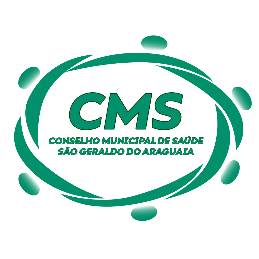 CMS
CONSELHO MUNICIPAL DE SAÚDE
SÃO GERALDO DO ARAGUAIA